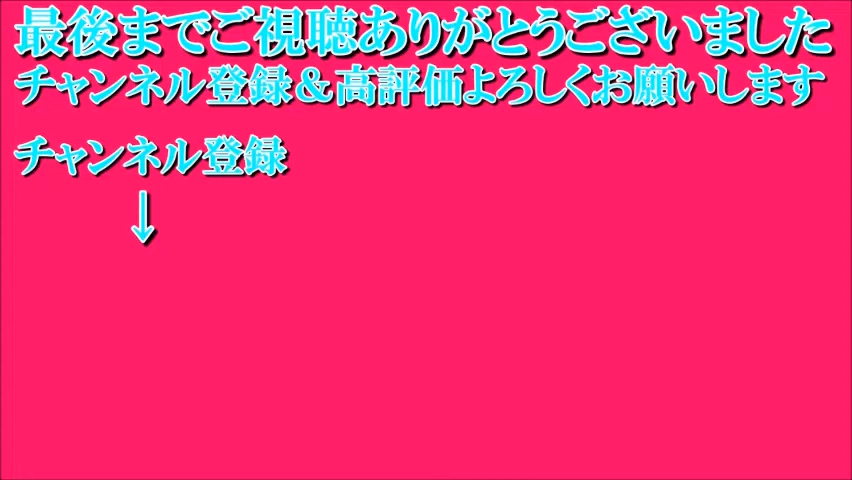 最後までご視聴ありがとうございました
チャンネル登録＆高評価よろしくお願いします
チャンネル登録
↓